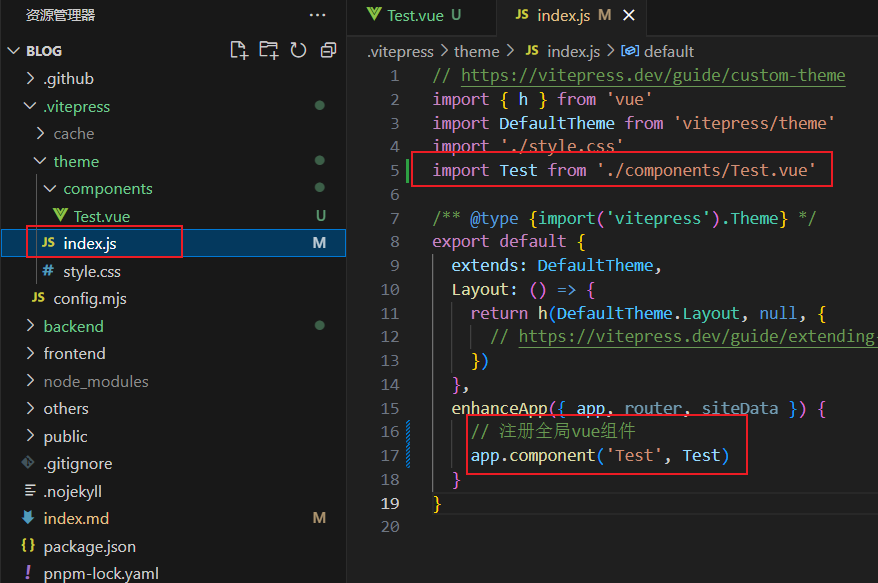 资源管理器 ···
BLOG
.github
.vitepress
cache
theme
components
Test.vue U
JS index.js M
# style.css
JS config.mjs
backend
frontend
node_modules
others
public
.gitignore
.nojekyll
index.md M
{} package.json
! pnpm-lock.yaml
Test.vue U JS index.js M
.vitepress > theme > JS index.js > default
1 // https://vitepress.dev/guide/custom-theme
2 import { h } from 'vue'
3 import DefaultTheme from 'vitepress/theme'
4 import './style.css'
5 import Test from './components/Test.vue'
6
7 /** @type {import('vitepress').Theme} */
8 export default {
9 extends: DefaultTheme,
10 Layout: () => {
11 return h(DefaultTheme.Layout, null, {
12 // https://vitepress.dev/guide/extending-
13 })
14 },
15 enhanceApp({ app, router, siteData }) {
16 // 注册全局vue组件
17 app.component('Test', Test)
18 }
19 }
20